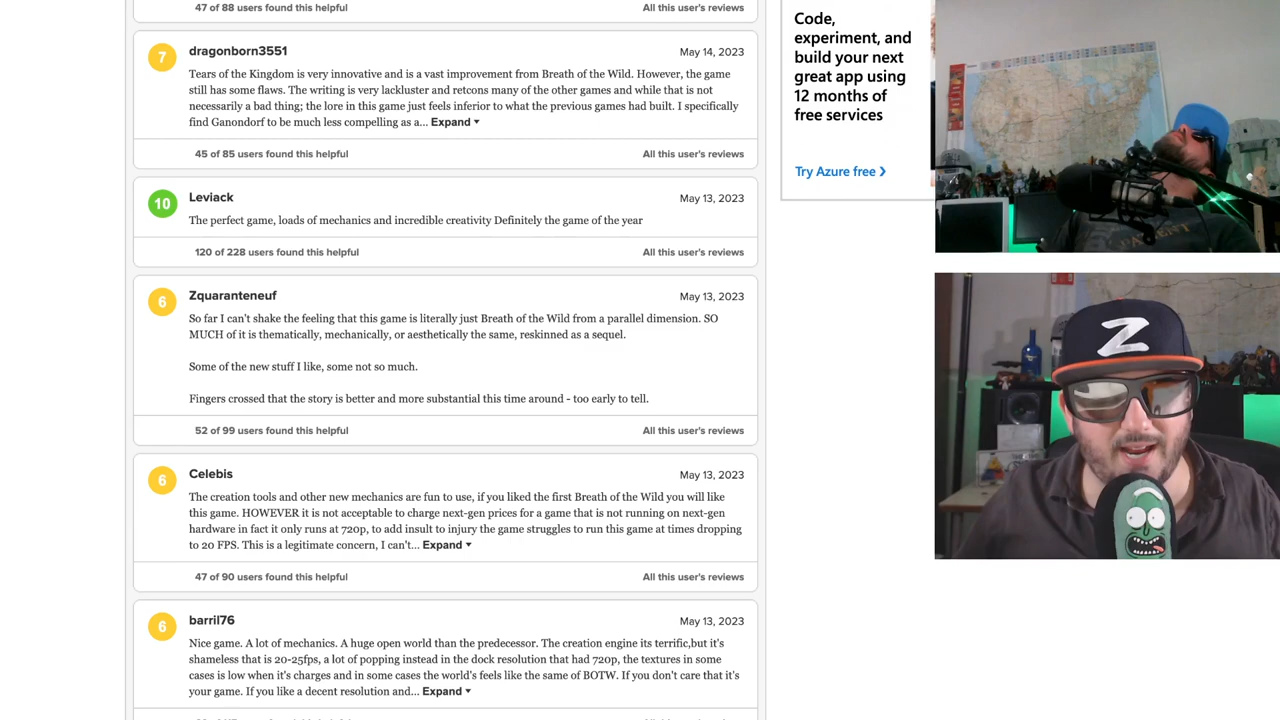 47 of 88 users found this helpful
All this user's reviews
7
dragonborn3551
May 14, 2023
Tears of the Kingdom is very innovative and is a vast improvement from Breath of the Wild. However, the game
still has some flaws. The writing is very lackluster and retcons many of the other games and while that is not
necessarily a bad thing; the lore in this game just feels inferior to what the previous games had built. I specifically
find Ganondorf to be much less compelling as a... Expand
45 of 85 users found this helpful
All this user's reviews
10
Leviack
May 13, 2023
The perfect game, loads of mechanics and incredible creativity Definitely the game of the year
120 of 228 users found this helpful
All this user's reviews
6
Zquaranteneuf
May 13, 2023
So far I can't shake the feeling that this game is literally just Breath of the Wild from a parallel dimension. SO
MUCH of it is thematically, mechanically, or aesthetically the same, reskinned as a sequel.
Some of the new stuff I like, some not so much.
Fingers crossed that the story is better and more substantial this time around - too early to tell.
52 of 99 users found this helpful
All this user's reviews
6
Celebis
May 13, 2023
The creation tools and other new mechanics are fun to use, if you liked the first Breath of the Wild you will like
this game. HOWEVER it is not acceptable to charge next-gen prices for a game that is not running on next-gen
hardware in fact it only runs at 720p, to add insult to injury the game struggles to run this game at times dropping
to 20 FPS. This is a legitimate concern, I can't... Expand
47 of 90 users found this helpful
All this user's reviews
6
barril76
May 13, 2023
Nice game. A lot of mechanics. A huge open world than the predecessor. The creation engine its terrific,but it's
shameless that is 20-25fps, a lot of popping instead in the dock resolution that had 720p, the textures in some
cases is low when it's charges and in some cases the world's feels like the same of BOTW. If you don't care that it's
your game. If you like a decent resolution and... Expand
Code,
experiment, and
build your next
great app using
12 months of
free services
Try Azure free
Z